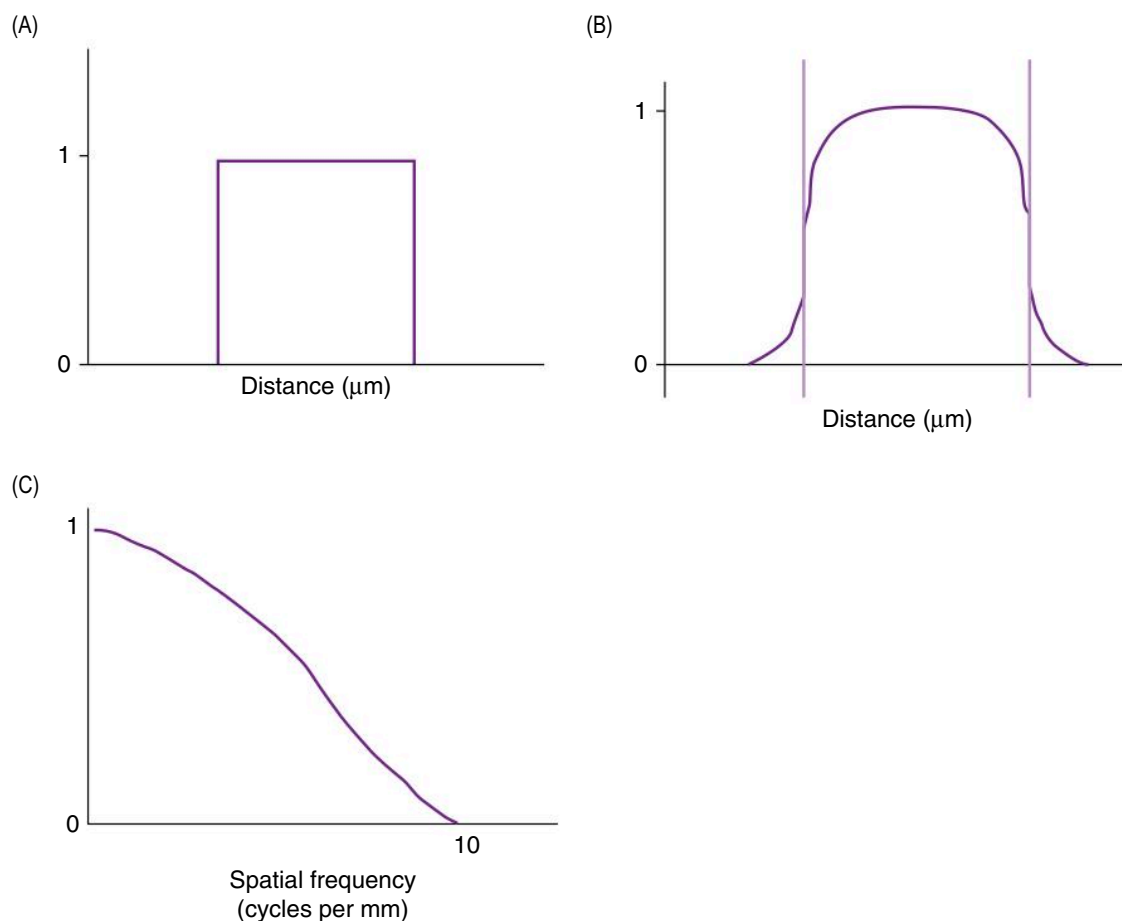 (A)
1
0
Distance (μm)
(B)
1
0
Distance (μm)
(C)
1
0
10
Spatial frequency
(cycles per mm)